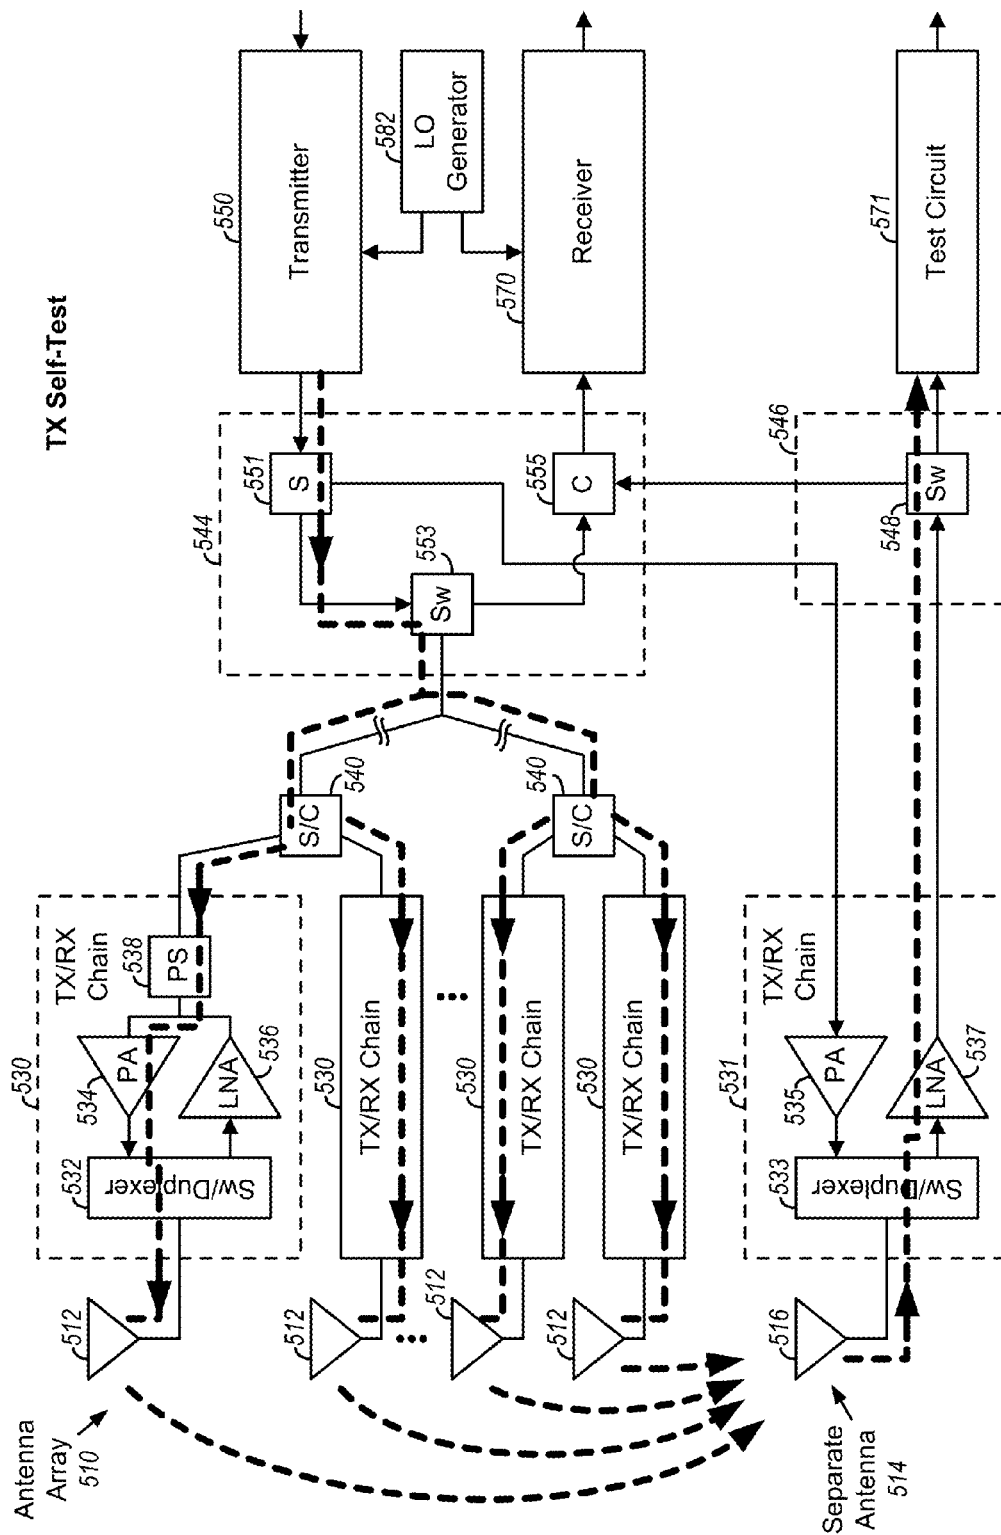 TX Self-Test
Antenna
Array
510
512
530
TX/RX
Chain
532
Sw/Duplexer
534
PA
LNA
536
538
PS
512
530
TX/RX Chain
512
530
TX/RX Chain
512
530
TX/RX Chain
S/C
540
S/C
540
544
551
S
553
Sw
555
C
550
Transmitter
582
LO
Generator
570
Receiver
Separate
Antenna
514
516
531
TX/RX
Chain
533
Sw/Duplexer
535
PA
LNA
537
546
548
Sw
571
Test Circuit